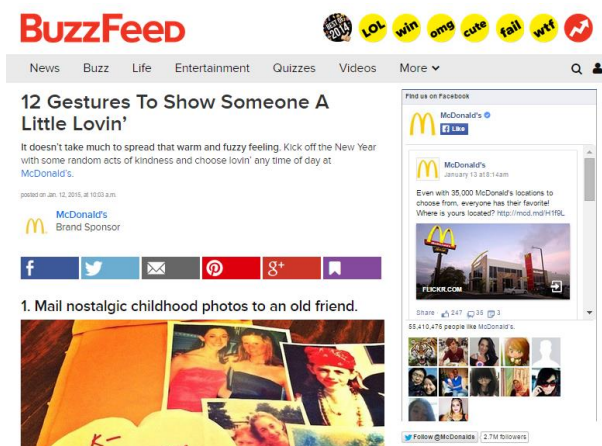 BuzzFeeD
BEST OF 2014
LOL
win
omg
cute
fail
wtf
News Buzz Life Entertainment Quizzes Videos More
12 Gestures To Show Someone A
Little Lovin’
It doesn’t take much to spread that warm and fuzzy feeling. Kick off the New Year
with some random acts of kindness and choose lovin’ any time of day at
McDonald’s.
posted on Jan. 12, 2015, at 10:03 a.m.
McDonald's
Brand Sponsor
f
g+
1. Mail nostalgic childhood photos to an old friend.
K-
Find us on Facebook
McDonald's
f Like
McDonald's
January 13 at 8:14am
Even with 35,000 McDonald's locations to
choose from, everyone has their favorite!
Where is yours located? http://mcd.md/H1f9L
FLICKR.COM
Share 247 35 3
55,410,476 people like McDonald's.
Follow @McDonalds 2.7M followers